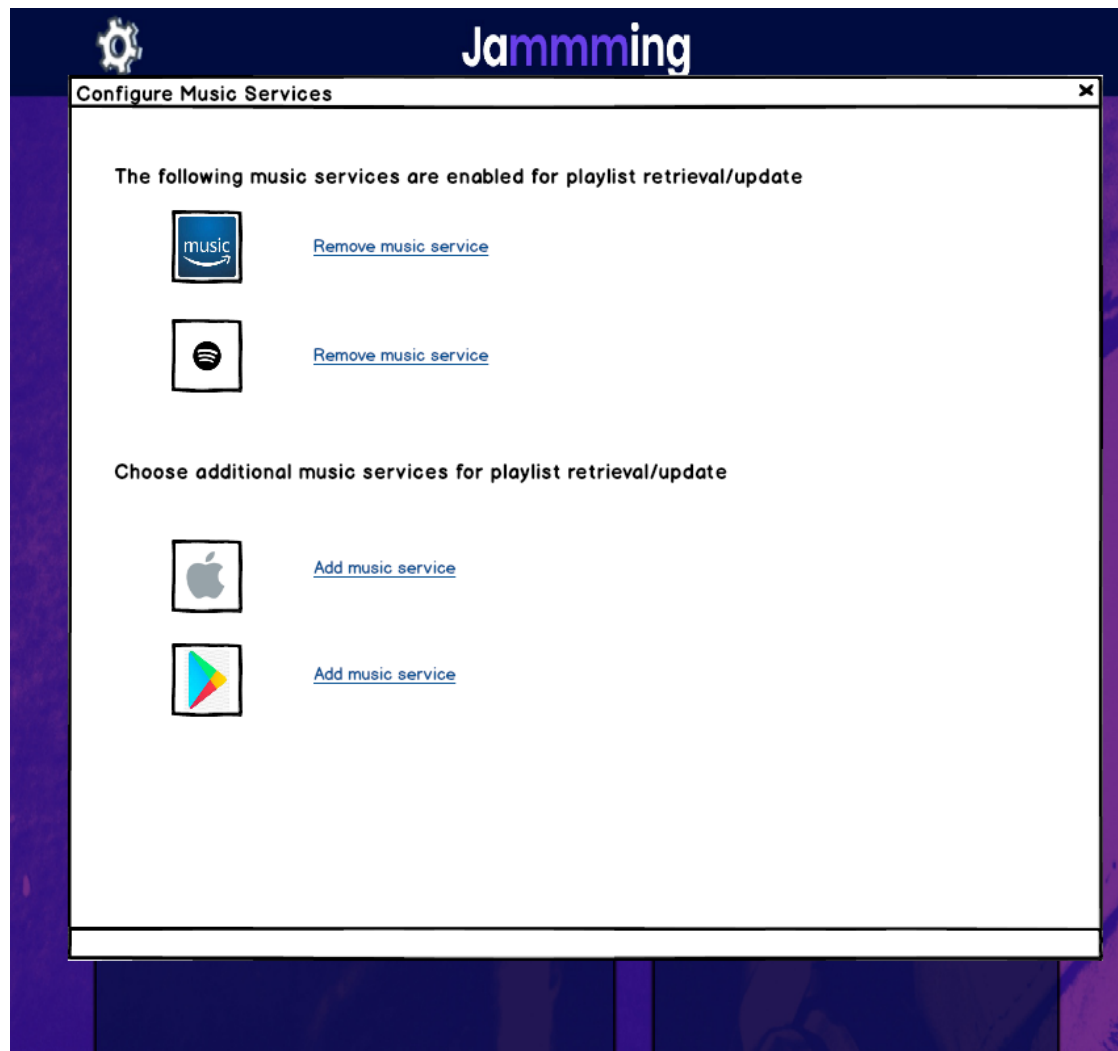 Jammming
Configure Music Services
The following music services are enabled for playlist retrieval/update
music
Remove music service
Remove music service
Choose additional music services for playlist retrieval/update
Add music service
Add music service